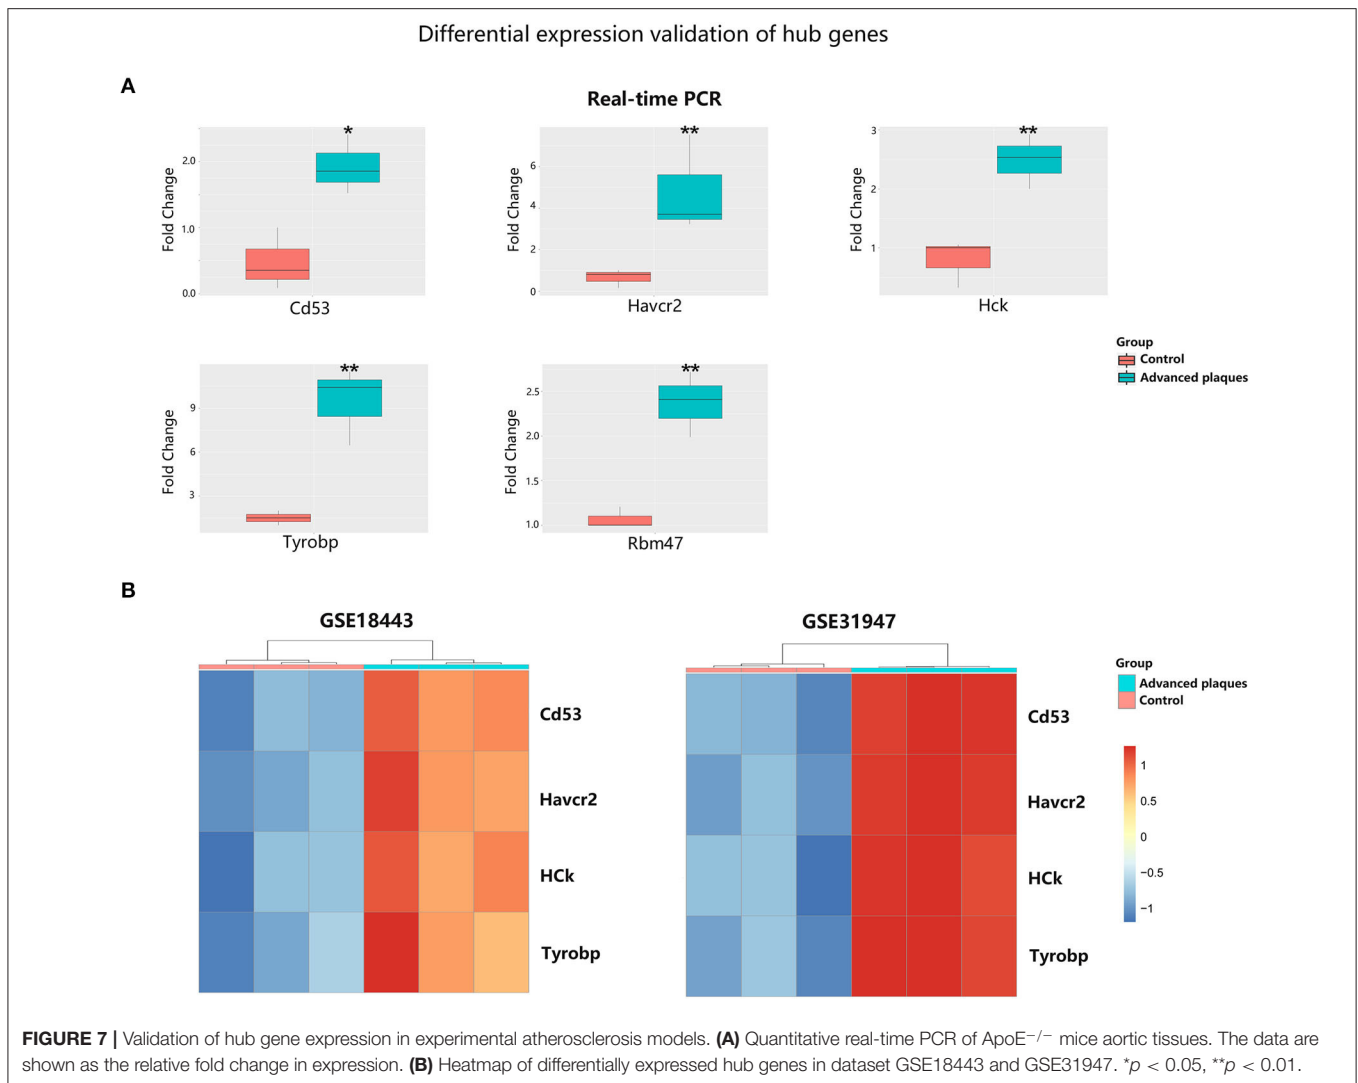 Differential expression validation of hub genes
A
Real-time PCR
Fold Change
2.0
1.0
0.0
*
Cd53
Fold Change
6
4
2
0
**
Havcr2
Fold Change
3
2
1
**
Hck
Fold Change
9
6
3
**
Tyrobp
Fold Change
2.5
2.0
1.5
1.0
**
Rbm47
Group
Control
Advanced plaques
B
GSE18443
Cd53
Havcr2
HCk
Tyrobp
GSE31947
Cd53
Havcr2
HCk
Tyrobp
Group
Advanced plaques
Control
1
0.5
0
−0.5
−1
FIGURE 7 | Validation of hub gene expression in experimental atherosclerosis models. (A) Quantitative real-time PCR of ApoE−/− mice aortic tissues. The data are
shown as the relative fold change in expression. (B) Heatmap of differentially expressed hub genes in dataset GSE18443 and GSE31947. *p < 0.05, **p < 0.01.